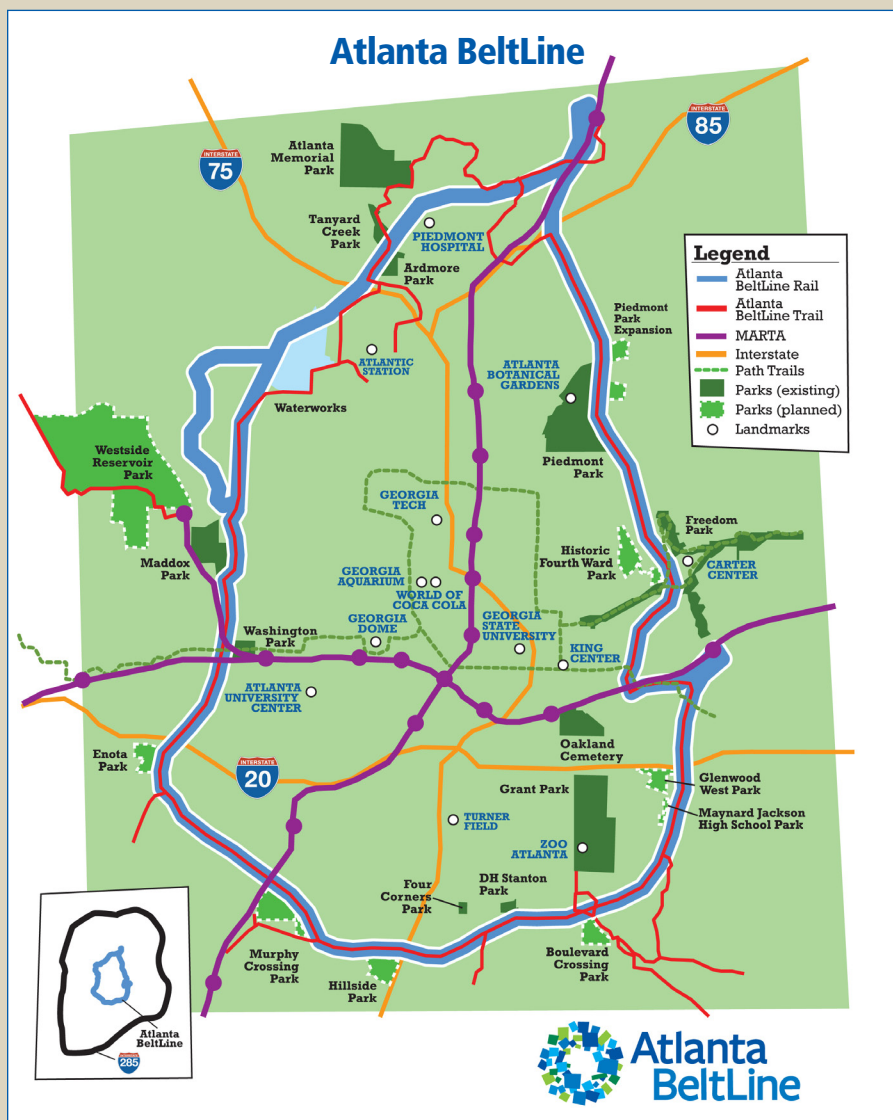 Atlanta BeltLine
INTERSTATE
85
INTERSTATE
75
Atlanta
Memorial
Park
Tanyard
Creek
Park
PIEDMONT
HOSPITAL
Ardmore
Park
Legend
Atlanta
BeltLine Rail
Atlanta
BeltLine Trail
MARTA
Interstate
Path Trails
Parks (existing)
Parks (planned)
Landmarks
Piedmont
Park
Expansion
ATLANTIC
STATION
ATLANTA
BOTANICAL
GARDENS
Waterworks
Westside
Reservoir
Park
Piedmont
Park
GEORGIA
TECH
Freedom
Park
Historic
Fourth Ward
Park
CARTER
CENTER
Maddox
Park
GEORGIA
AQUARIUM
WORLD OF
COCA COLA
GEORGIA
DOME
GEORGIA
STATE
UNIVERSITY
Washington
Park
KING
CENTER
ATLANTA
UNIVERSITY
CENTER
Oakland
Cemetery
Enota
Park
INTERSTATE
20
Grant Park
Glenwood
West Park
Maynard Jackson
High School Park
TURNER
FIELD
ZOO
ATLANTA
Four
Corners
Park
DH Stanton
Park
Murphy
Crossing
Park
Hillside
Park
Boulevard
Crossing
Park
Atlanta
BeltLine
INTERSTATE
285
Atlanta
BeltLine